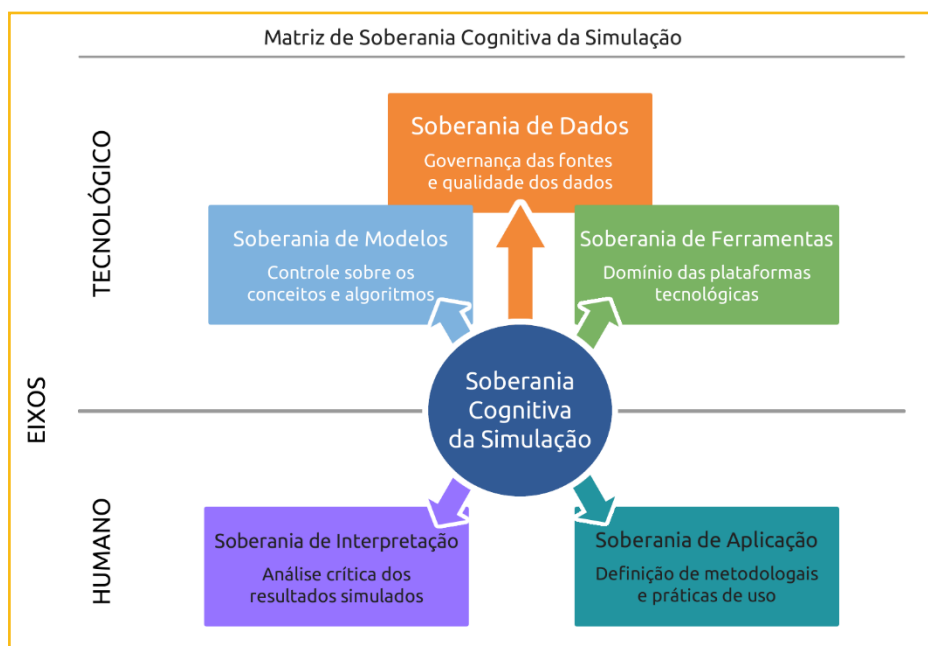 Matriz de Soberania Cognitiva da Simulação
EIXOS
TECNOLÓGICO
Soberania de Dados
Governança das fontes
e qualidade dos dados
Soberania de Modelos
Controle sobre os
conceitos e algoritmos
Soberania de Ferramentas
Domínio das plataformas
tecnológicas
Soberania
Cognitiva
da Simulação
HUMANO
Soberania de Interpretação
Análise crítica dos
resultados simulados
Soberania de Aplicação
Definição de metodologais
e práticas de uso